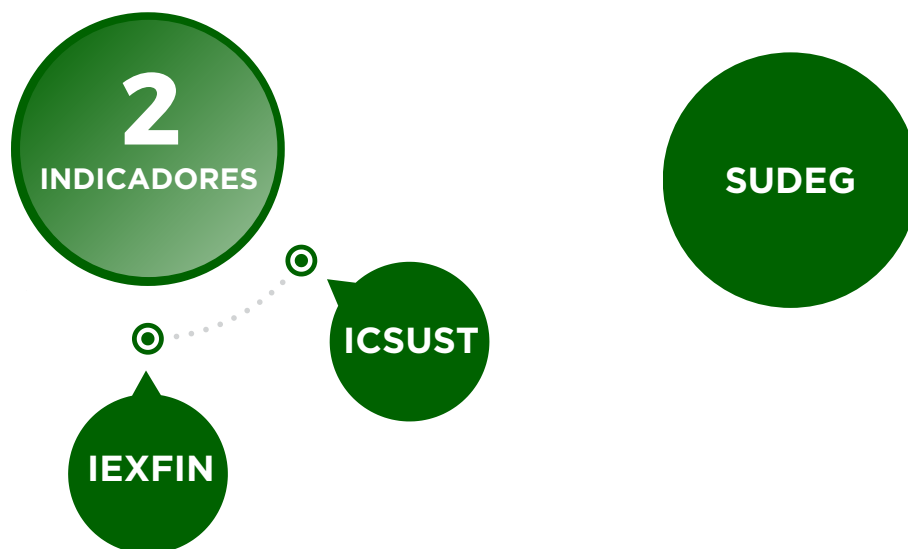 2
INDICADORES
SUDEG
ICSUST
IEXFIN